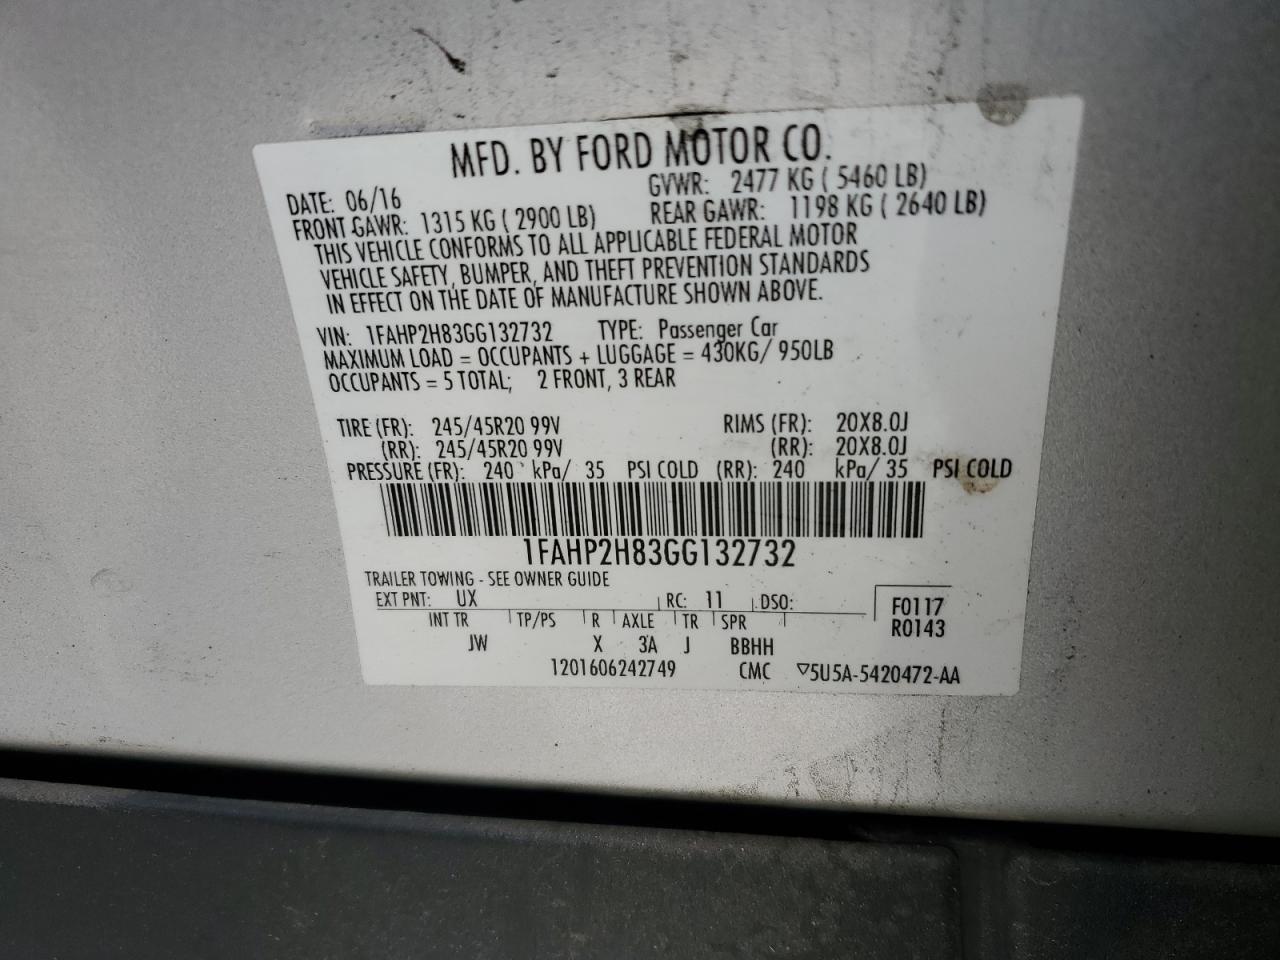 MFD. BY FORD MOTOR CO.
DATE: 06/16 GVWR: 2477 KG ( 5460 LB)
FRONT GAWR: 1315 KG ( 2900 LB) REAR GAWR: 1198 KG ( 2640 LB)
THIS VEHICLE CONFORMS TO ALL APPLICABLE FEDERAL MOTOR
VEHICLE SAFETY, BUMPER, AND THEFT PREVENTION STANDARDS
IN EFFECT ON THE DATE OF MANUFACTURE SHOWN ABOVE.
VIN: 1FAHP2H83GG132732 TYPE: Passenger Car
MAXIMUM LOAD = OCCUPANTS + LUGGAGE = 430KG/ 950LB
OCCUPANTS = 5 TOTAL; 2 FRONT, 3 REAR
TIRE (FR): 245/45R20 99V RIMS (FR): 20X8.0J
(RR): 245/45R20 99V (RR): 20X8.0J
PRESSURE (FR): 240 kPa/ 35 PSI COLD (RR): 240 kPa/ 35 PSI COLD
1FAHP2H83GG132732
TRAILER TOWING - SEE OWNER GUIDE
EXT PNT: UX RC: 11 DSO: F0117
INT TR TP/PS R AXLE TR SPR R0143
JW X 3A J BBHH
1201606242749 CMC ▽5U5A-5420472-AA